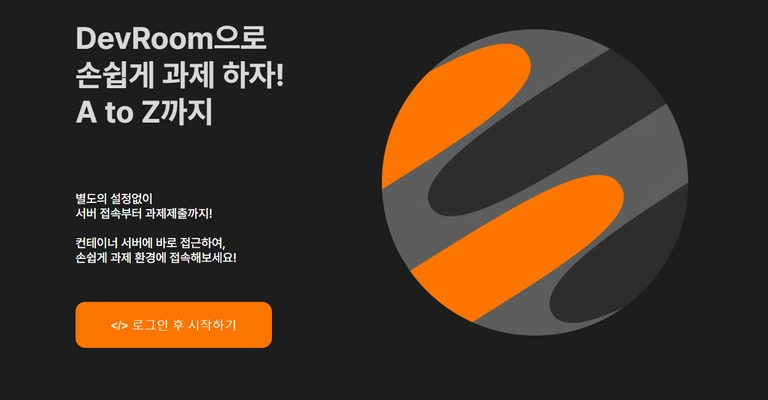 DevRoom으로
손쉽게 과제 하자!
A to Z까지
별도의 설정없이
서버 접속부터 과제제출까지!
컨테이너 서버에 바로 접근하여,
손쉽게 과제 환경에 접속해보세요!
</> 로그인 후 시작하기